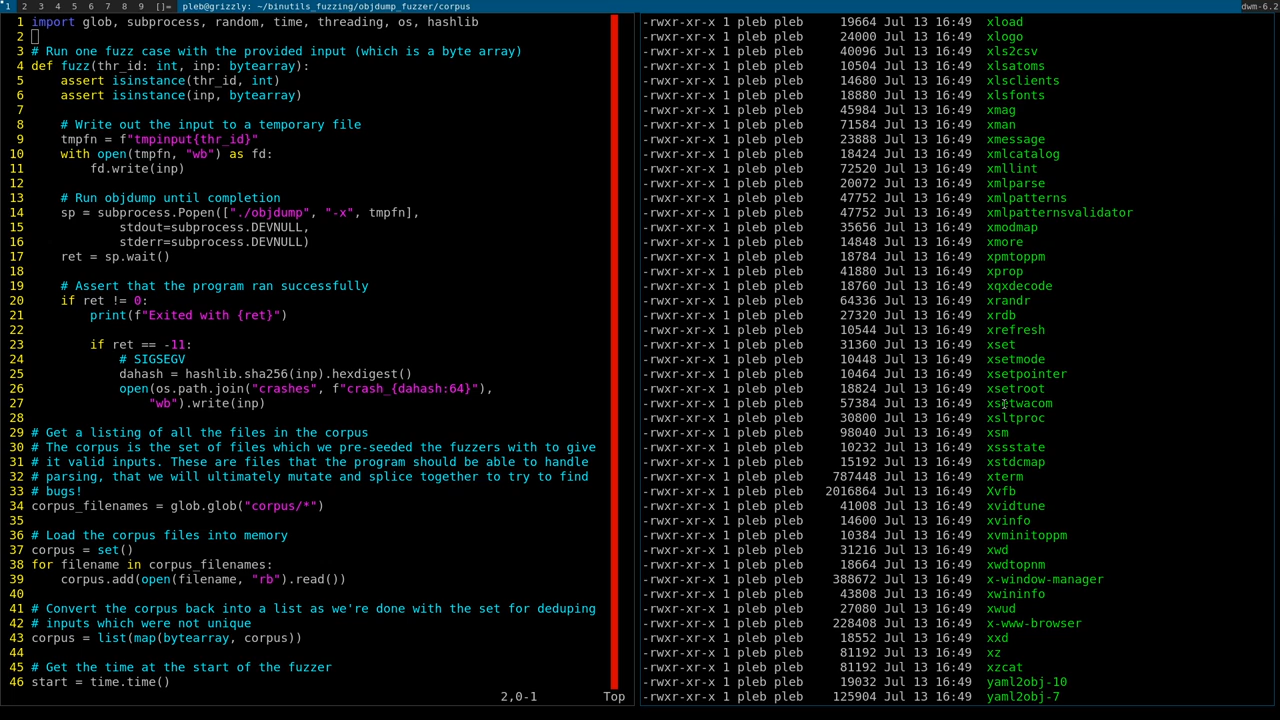 1 2 3 4 5 6 7 8 9 []= pleb@grizzly: ~/binutils_fuzzing/objdump_fuzzer/corpus dwm-6.2
1 import glob, subprocess, random, time, threading, os, hashlib
2
3 # Run one fuzz case with the provided input (which is a byte array)
4 def fuzz(thr_id: int, inp: bytearray):
5     assert isinstance(thr_id, int)
6     assert isinstance(inp, bytearray)
7
8     # Write out the input to a temporary file
9     tmpfn = f"tmpinput{thr_id}"
10     with open(tmpfn, "wb") as fd:
11         fd.write(inp)
12
13     # Run objdump until completion
14     sp = subprocess.Popen(["./objdump", "-x", tmpfn],
15             stdout=subprocess.DEVNULL,
16             stderr=subprocess.DEVNULL)
17     ret = sp.wait()
18
19     # Assert that the program ran successfully
20     if ret != 0:
21         print(f"Exited with {ret}")
22
23         if ret == -11:
24             # SIGSEGV
25             dahash = hashlib.sha256(inp).hexdigest()
26             open(os.path.join("crashes", f"crash_{dahash:64}"),
27                 "wb").write(inp)
28
29 # Get a listing of all the files in the corpus
30 # The corpus is the set of files which we pre-seeded the fuzzers with to give
31 # it valid inputs. These are files that the program should be able to handle
32 # parsing, that we will ultimately mutate and splice together to try to find
33 # bugs!
34 corpus_filenames = glob.glob("corpus/*")
35
36 # Load the corpus files into memory
37 corpus = set()
38 for filename in corpus_filenames:
39     corpus.add(open(filename, "rb").read())
40
41 # Convert the corpus back into a list as we're done with the set for deduping
42 # inputs which were not unique
43 corpus = list(map(bytearray, corpus))
44
45 # Get the time at the start of the fuzzer
46 start = time.time()
2,0-1 Top
-rwxr-xr-x 1 pleb pleb 19664 Jul 13 16:49 xload
-rwxr-xr-x 1 pleb pleb 24000 Jul 13 16:49 xlogo
-rwxr-xr-x 1 pleb pleb 40096 Jul 13 16:49 xls2csv
-rwxr-xr-x 1 pleb pleb 10504 Jul 13 16:49 xlsatoms
-rwxr-xr-x 1 pleb pleb 14680 Jul 13 16:49 xlsclients
-rwxr-xr-x 1 pleb pleb 18880 Jul 13 16:49 xlsfonts
-rwxr-xr-x 1 pleb pleb 45984 Jul 13 16:49 xmag
-rwxr-xr-x 1 pleb pleb 71584 Jul 13 16:49 xman
-rwxr-xr-x 1 pleb pleb 23888 Jul 13 16:49 xmessage
-rwxr-xr-x 1 pleb pleb 18424 Jul 13 16:49 xmlcatalog
-rwxr-xr-x 1 pleb pleb 72520 Jul 13 16:49 xmllint
-rwxr-xr-x 1 pleb pleb 20072 Jul 13 16:49 xmlparse
-rwxr-xr-x 1 pleb pleb 47752 Jul 13 16:49 xmlpatterns
-rwxr-xr-x 1 pleb pleb 47752 Jul 13 16:49 xmlpatternsvalidator
-rwxr-xr-x 1 pleb pleb 35656 Jul 13 16:49 xmodmap
-rwxr-xr-x 1 pleb pleb 14848 Jul 13 16:49 xmore
-rwxr-xr-x 1 pleb pleb 18784 Jul 13 16:49 xpmtoppm
-rwxr-xr-x 1 pleb pleb 41880 Jul 13 16:49 xprop
-rwxr-xr-x 1 pleb pleb 18760 Jul 13 16:49 xqxdecode
-rwxr-xr-x 1 pleb pleb 64336 Jul 13 16:49 xrandr
-rwxr-xr-x 1 pleb pleb 27320 Jul 13 16:49 xrdb
-rwxr-xr-x 1 pleb pleb 10544 Jul 13 16:49 xrefresh
-rwxr-xr-x 1 pleb pleb 31360 Jul 13 16:49 xset
-rwxr-xr-x 1 pleb pleb 10448 Jul 13 16:49 xsetmode
-rwxr-xr-x 1 pleb pleb 10464 Jul 13 16:49 xsetpointer
-rwxr-xr-x 1 pleb pleb 18824 Jul 13 16:49 xsetroot
-rwxr-xr-x 1 pleb pleb 57384 Jul 13 16:49 xsetwacom
-rwxr-xr-x 1 pleb pleb 30800 Jul 13 16:49 xsltproc
-rwxr-xr-x 1 pleb pleb 98040 Jul 13 16:49 xsm
-rwxr-xr-x 1 pleb pleb 10232 Jul 13 16:49 xssstate
-rwxr-xr-x 1 pleb pleb 15192 Jul 13 16:49 xstdcmap
-rwxr-xr-x 1 pleb pleb 787448 Jul 13 16:49 xterm
-rwxr-xr-x 1 pleb pleb 2016864 Jul 13 16:49 Xvfb
-rwxr-xr-x 1 pleb pleb 41008 Jul 13 16:49 xvidtune
-rwxr-xr-x 1 pleb pleb 14600 Jul 13 16:49 xvinfo
-rwxr-xr-x 1 pleb pleb 10384 Jul 13 16:49 xvminitoppm
-rwxr-xr-x 1 pleb pleb 31216 Jul 13 16:49 xwd
-rwxr-xr-x 1 pleb pleb 18664 Jul 13 16:49 xwdtopnm
-rwxr-xr-x 1 pleb pleb 388672 Jul 13 16:49 x-window-manager
-rwxr-xr-x 1 pleb pleb 43808 Jul 13 16:49 xwininfo
-rwxr-xr-x 1 pleb pleb 27080 Jul 13 16:49 xwud
-rwxr-xr-x 1 pleb pleb 228408 Jul 13 16:49 x-www-browser
-rwxr-xr-x 1 pleb pleb 18552 Jul 13 16:49 xxd
-rwxr-xr-x 1 pleb pleb 81192 Jul 13 16:49 xz
-rwxr-xr-x 1 pleb pleb 81192 Jul 13 16:49 xzcat
-rwxr-xr-x 1 pleb pleb 19032 Jul 13 16:49 yaml2obj-10
-rwxr-xr-x 1 pleb pleb 125904 Jul 13 16:49 yaml2obj-7